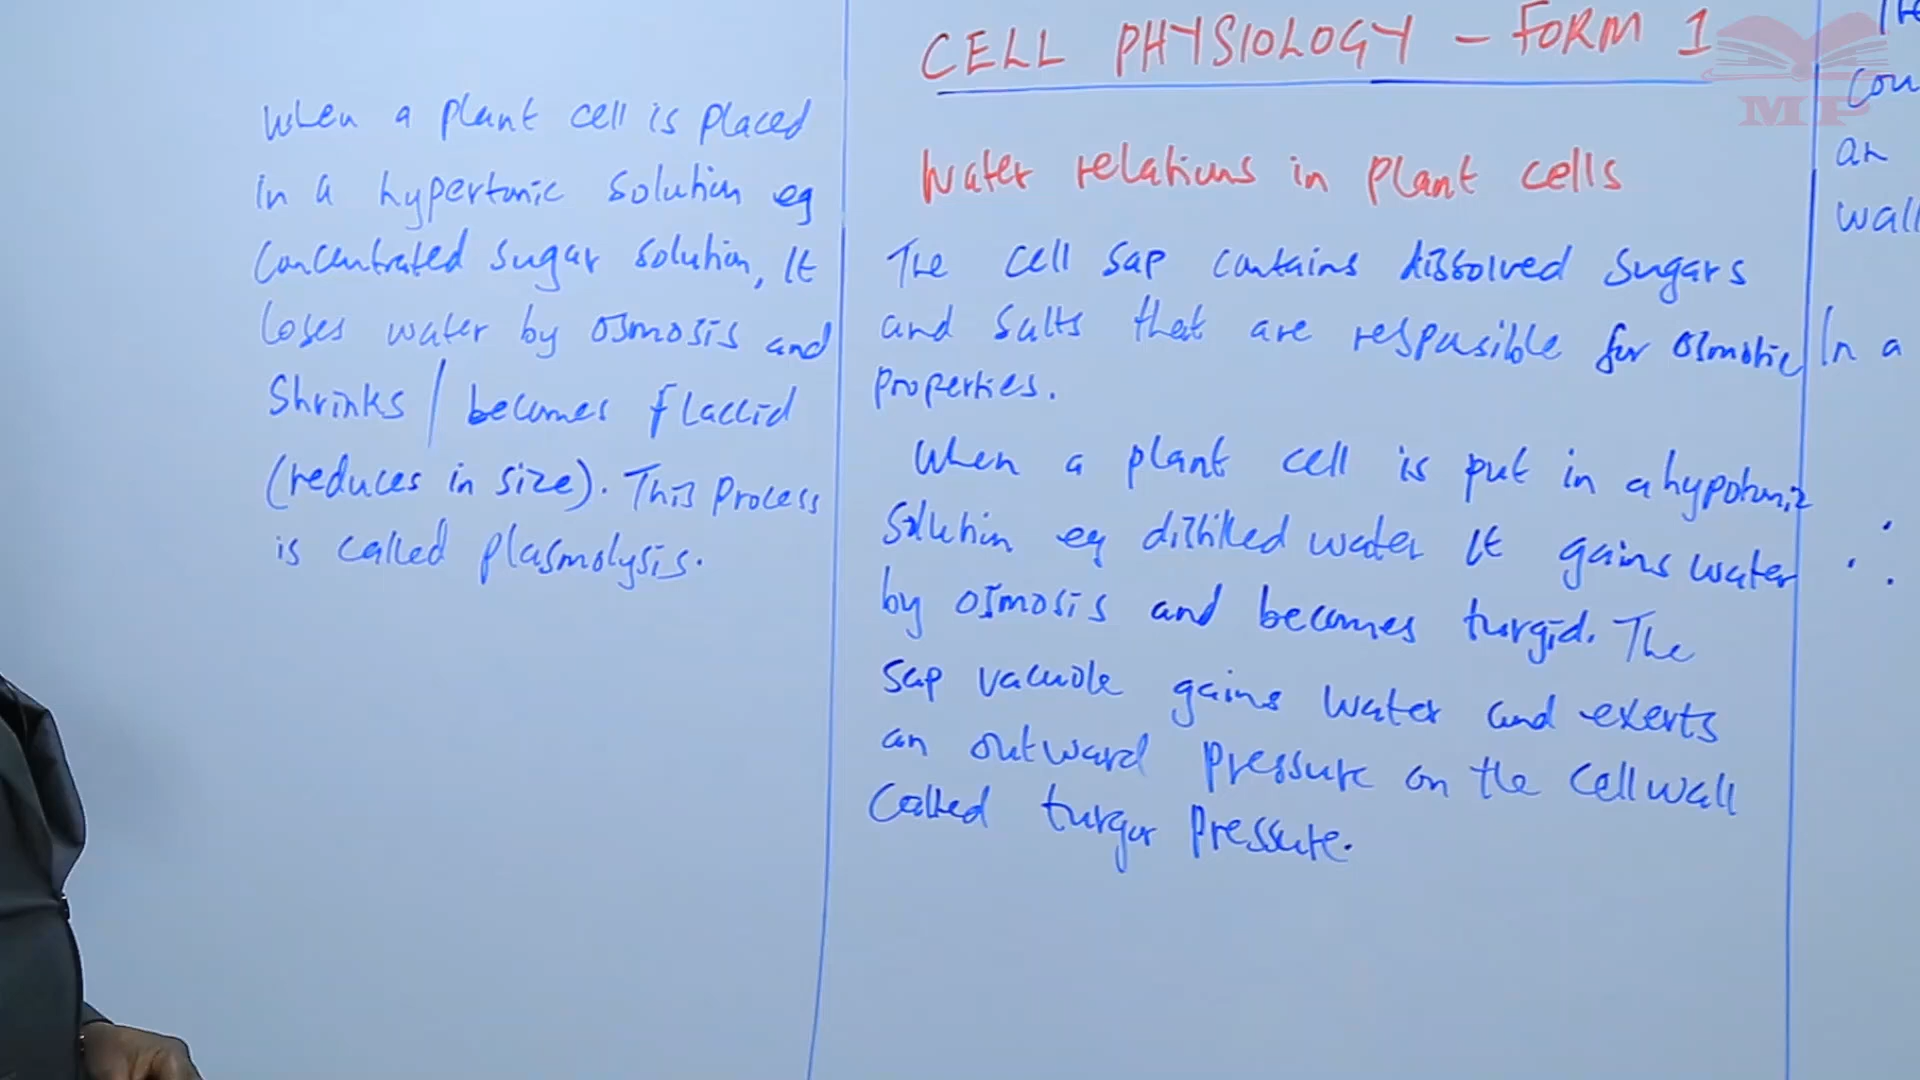 CELL PHYSIOLOGY - FORM 1
Water relations in plant cells
The cell sap contains dissolved sugars
and salts that are respusible for osmotic
properties.
When a plant cell is put in a hypotonic
solution eg distilled water it gains water
by osmosis and becomes turgid. The
sap vacuole gains water and exerts
an outward pressure on the cell wall
called turgor pressure.
When a plant cell is placed
in a hypertonic solution eg
concentrated sugar solution, it
loses water by osmosis and
shrinks / becomes flaccid
(reduces in size). This process
is called plasmolysis.
an
wall
In a
MP